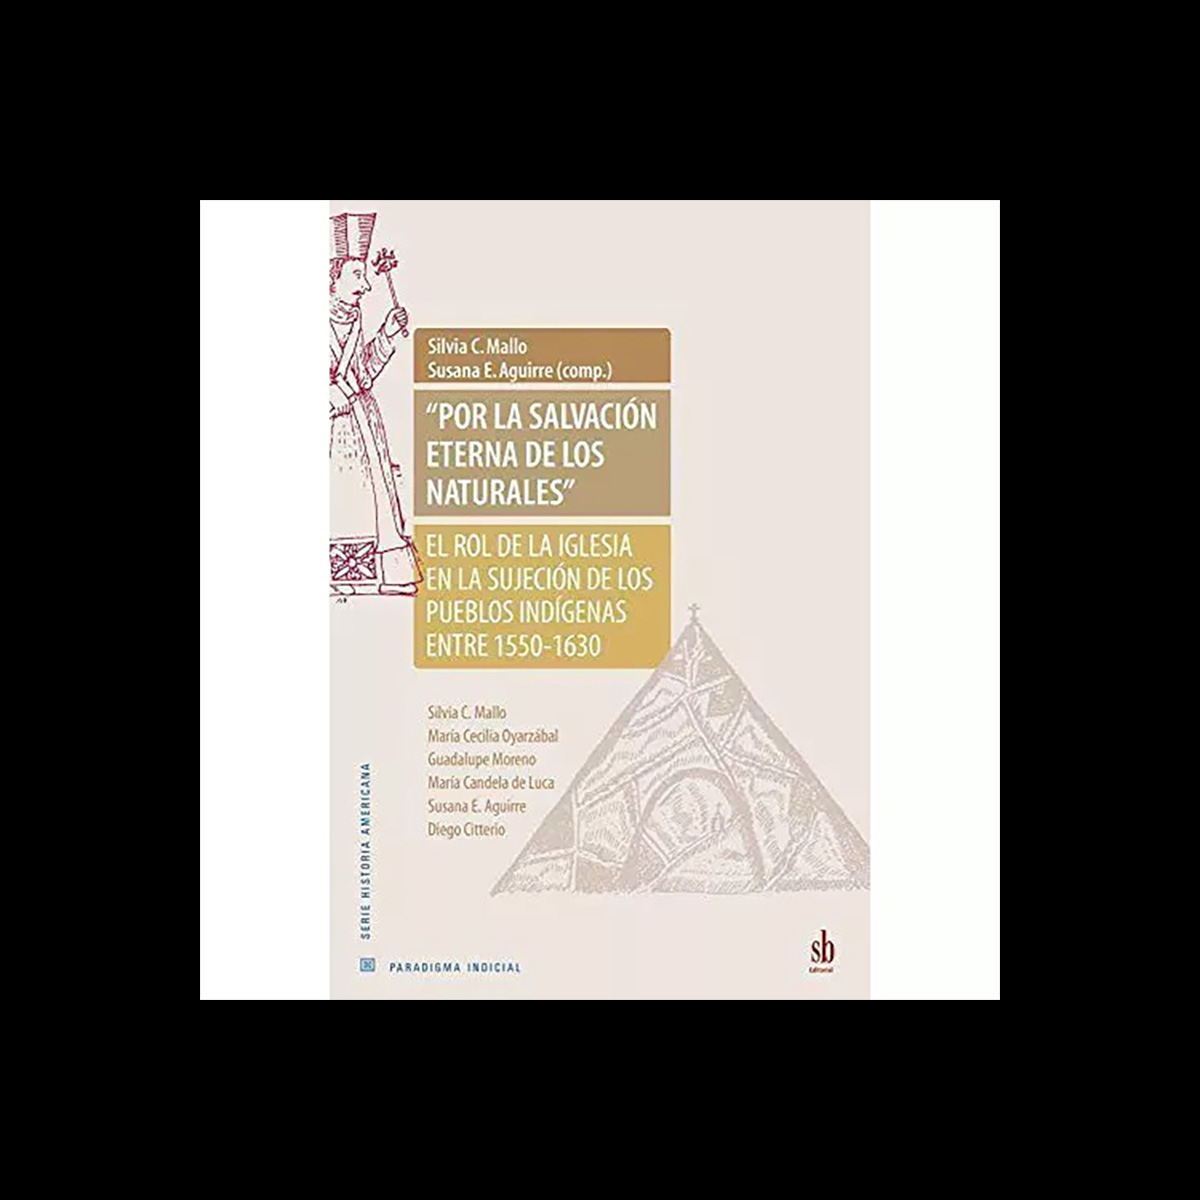 Silvia C. Mallo
Susana E. Aguirre (comp.)
“POR LA SALVACIÓN
ETERNA DE LOS
NATURALES”
EL ROL DE LA IGLESIA
EN LA SUJECIÓN DE LOS
PUEBLOS INDÍGENAS
ENTRE 1550-1630
Silvia C. Mallo
María Cecilia Oyarzábal
Guadalupe Moreno
María Candela de Luca
Susana E. Aguirre
Diego Citterio
SERIE HISTORIA AMERICANA
PARADIGMA INDICIAL
sb
Editorial